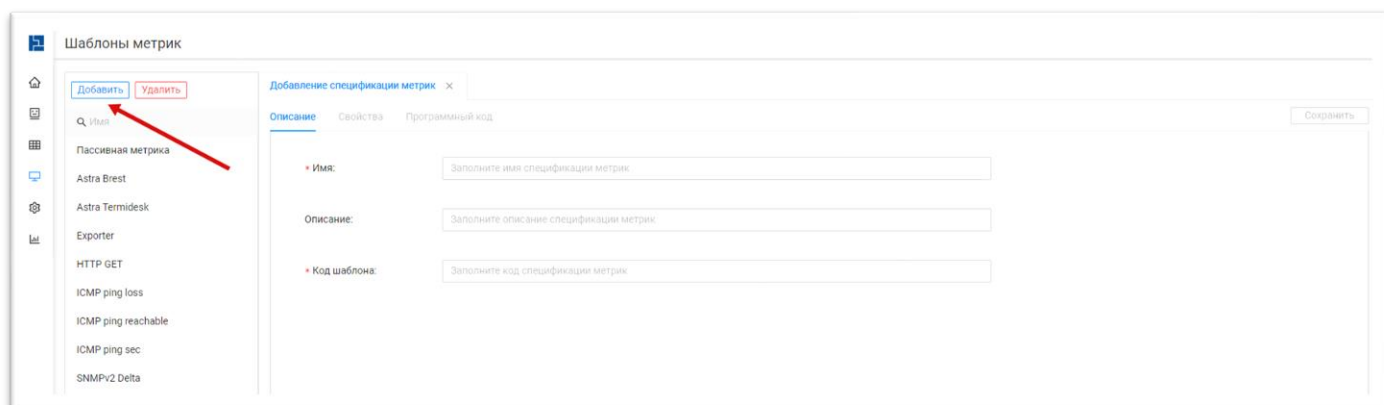 Шаблоны метрик
Добавить Удалить
Имя
Пассивная метрика
Astra Brest
Astra Termidesk
Exporter
HTTP GET
ICMP ping loss
ICMP ping reachable
ICMP ping sec
SNMPv2 Delta
Добавление спецификации метрик ×
Описание Свойства Программный код Сохранить
* Имя: Заполните имя спецификации метрик
Описание: Заполните описание спецификации метрик
* Код шаблона: Заполните код спецификации метрик